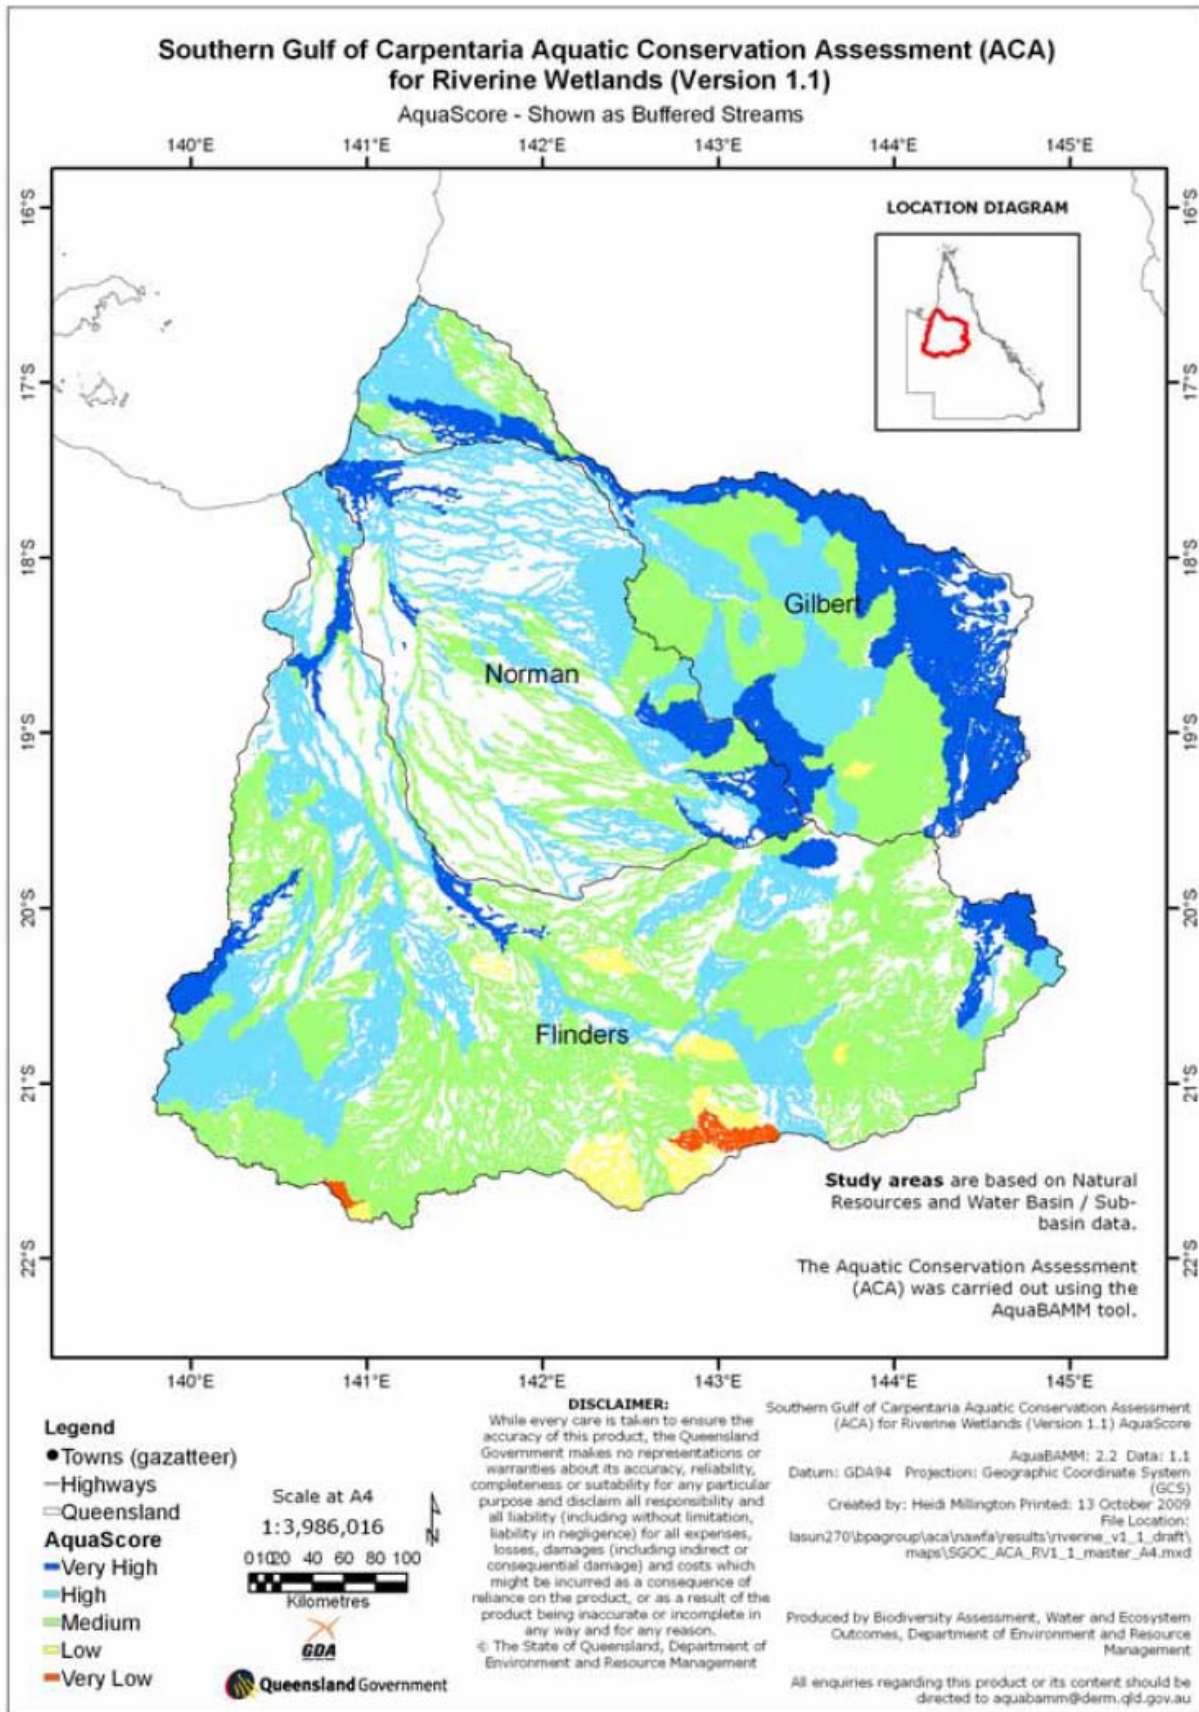 Southern Gulf of Carpentaria Aquatic Conservation Assessment (ACA)
for Riverine Wetlands (Version 1.1)
AquaScore - Shown as Buffered Streams
140°E 141°E 142°E 143°E 144°E 145°E
LOCATION DIAGRAM
16°S 16°S
17°S 17°S
18°S 18°S
Gilbert
Norman
19°S 19°S
20°S 20°S
Flinders
21°S 21°S
Study areas are based on Natural
Resources and Water Basin / Sub-
basin data.
22°S 22°S
The Aquatic Conservation Assessment
(ACA) was carried out using the
AquaBAMM tool.
140°E 141°E 142°E 143°E 144°E 145°E
Legend
Towns (gazatteer)
Highways
Queensland
AquaScore
Very High
High
Medium
Low
Very Low
Scale at A4
1:3,986,016
N
0 10 20 40 60 80 100
Kilometres
GDA
Queensland Government
DISCLAIMER:
While every care is taken to ensure the
accuracy of this product, the Queensland
Government makes no representations or
warranties about its accuracy, reliability,
completeness or suitability for any particular
purpose and disclaim all responsibility and
all liability (including without limitation,
liability in negligence) for all expenses,
losses, damages (including indirect or
consequential damage) and costs which
might be incurred as a consequence of
reliance on the product, or as a result of the
product being inaccurate or incomplete in
any way and for any reason.
© The State of Queensland, Department of
Environment and Resource Management
Southern Gulf of Carpentaria Aquatic Conservation Assessment
(ACA) for Riverine Wetlands (Version 1.1) AquaScore
AquaBAMM: 2.2 Data: 1.1
Datum: GDA94 Projection: Geographic Coordinate System
(GCS)
Created by: Heidi Millington Printed: 13 October 2009
File Location:
lasun270\bpagroup\aca\nawfa\results\riverine_v1_1_draft\
maps\SGOC_ACA_RV1_1_master_A4.mxd
Produced by Biodiversity Assessment, Water and Ecosystem
Outcomes, Department of Environment and Resource
Management
All enquiries regarding this product or its content should be
directed to aquabamm@derm.qld.gov.au